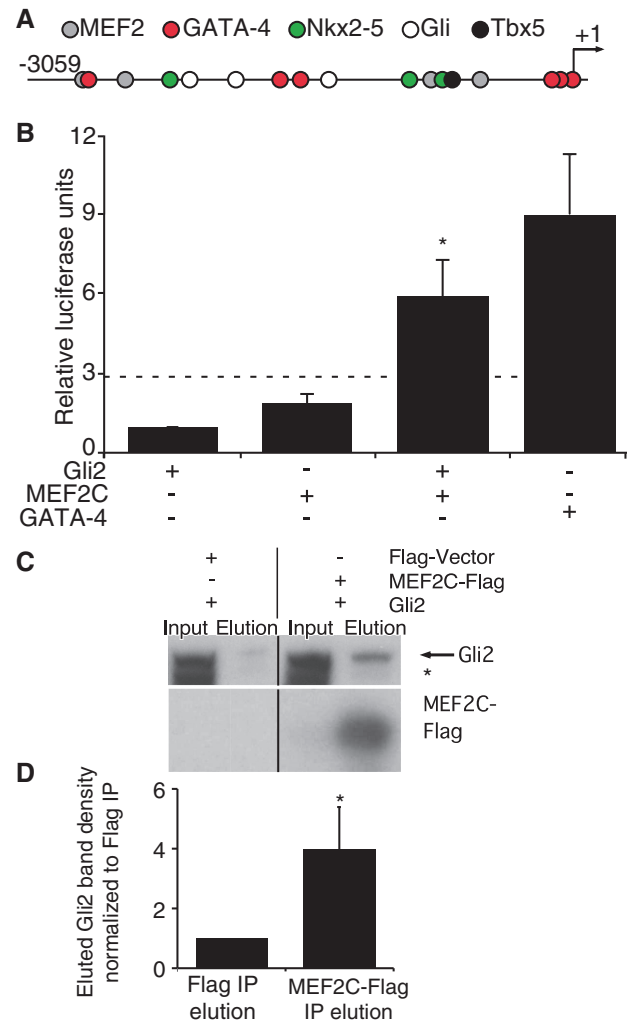 A
MEF2 GATA-4 Nkx2-5 Gli Tbx5
-3059
+1
B
Relative luciferase units
12
9
6
3
0
*
Gli2 + - + -
MEF2C - + + -
GATA-4 - - - +
C
+ - Flag-Vector
- + MEF2C-Flag
+ + Gli2
Input Elution Input Elution
Gli2
*
MEF2C-
Flag
D
Eluted Gli2 band density
normalized to Flag IP
6
4
2
0
*
Flag IP
elution
MEF2C-Flag
IP elution